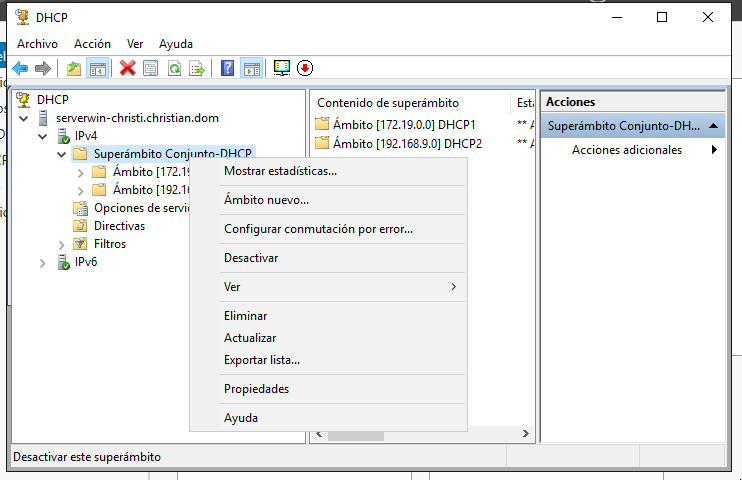 DHCP
Archivo Acción Ver Ayuda
DHCP
serverwin-christi.christian.dom
IPv4
Superámbito Conjunto-DHCP
Ámbito [172.19
Ámbito [192.16
Opciones de servi
Directivas
Filtros
IPv6
Contenido de superámbito Esta
Ámbito [172.19.0.0] DHCP1 ** A
Ámbito [192.168.9.0] DHCP2 ** A
Acciones
Superámbito Conjunto-DH...
Acciones adicionales
Mostrar estadísticas...
Ámbito nuevo...
Configurar conmutación por error...
Desactivar
Ver
Eliminar
Actualizar
Exportar lista...
Propiedades
Ayuda
Desactivar este superámbito